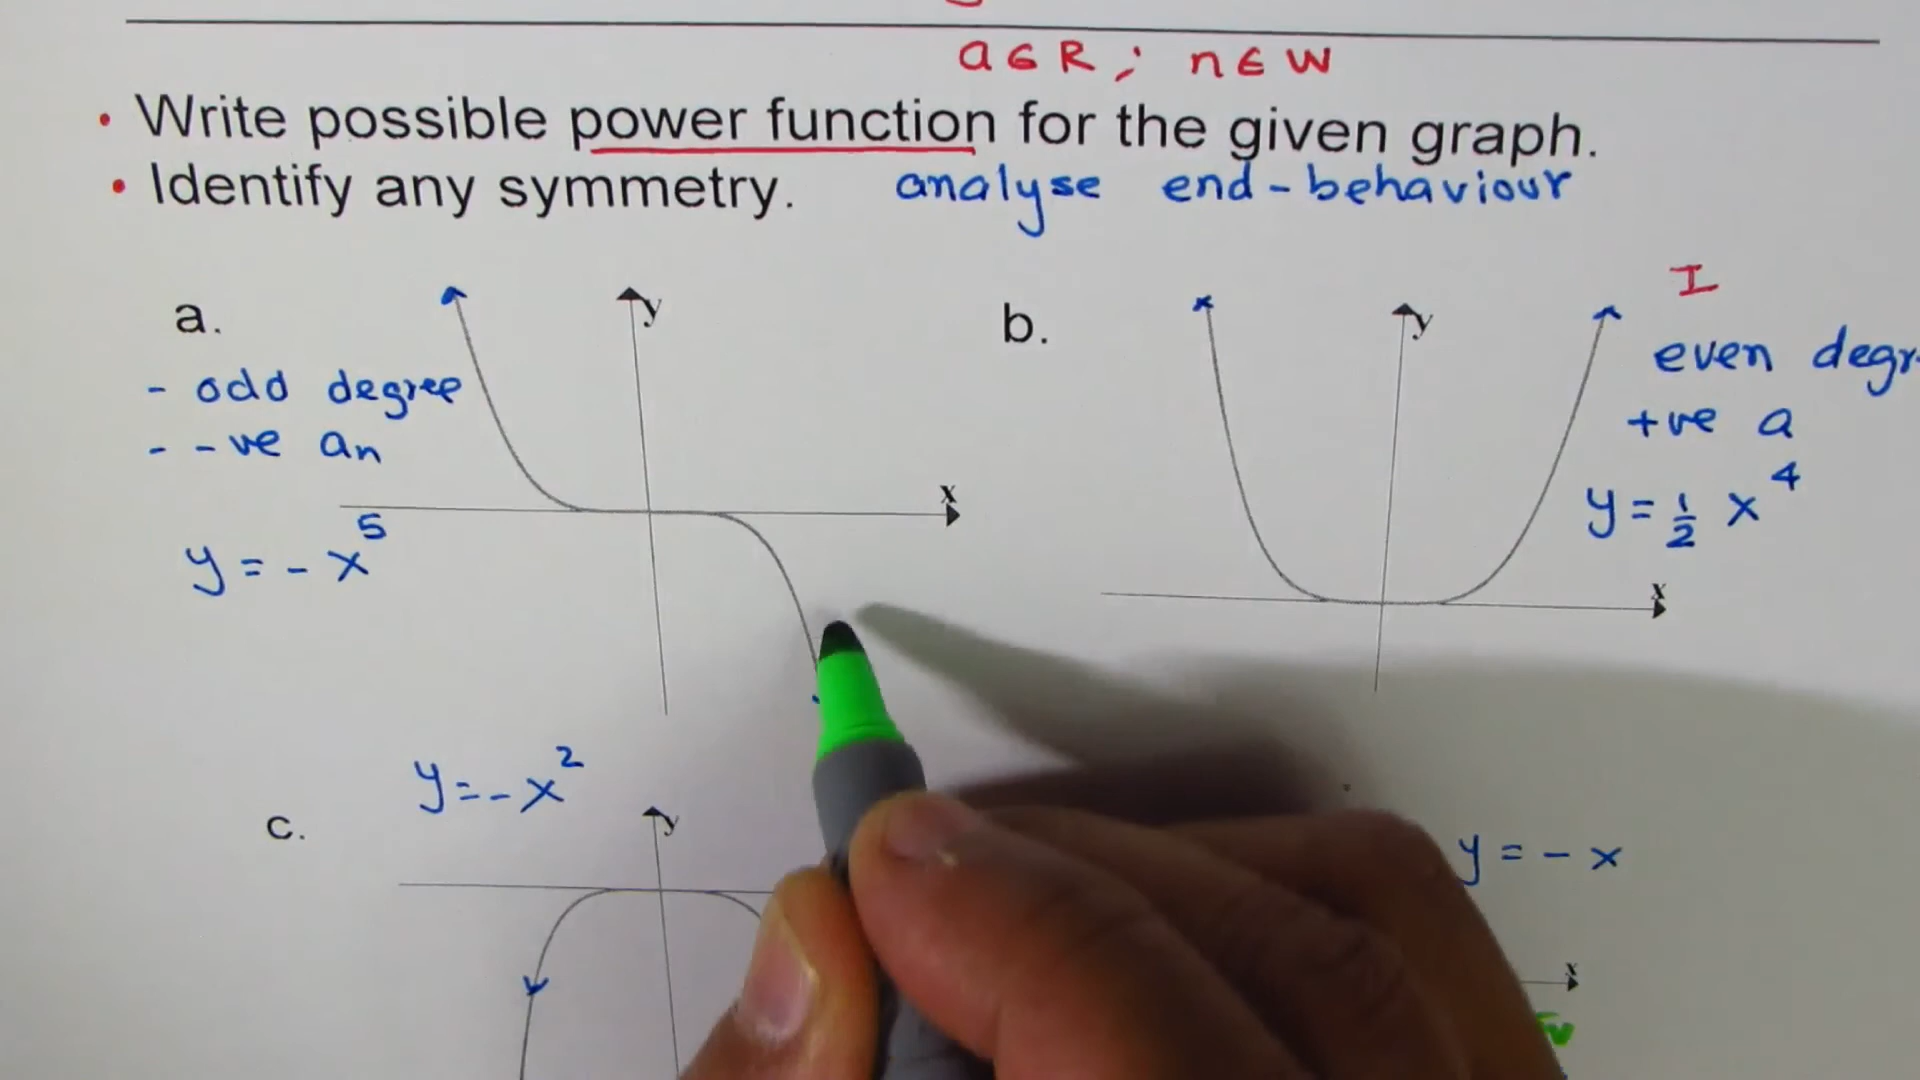 a ∈ R ; n ∈ W
• Write possible power function for the given graph.
• Identify any symmetry. analyse end-behaviour
a.
- odd degree
- -ve an
y = - x⁵
y
x
b.
y
x
I
even degr
+ve a
y = ½ x⁴
c.
y = - x²
y
y = - x
x